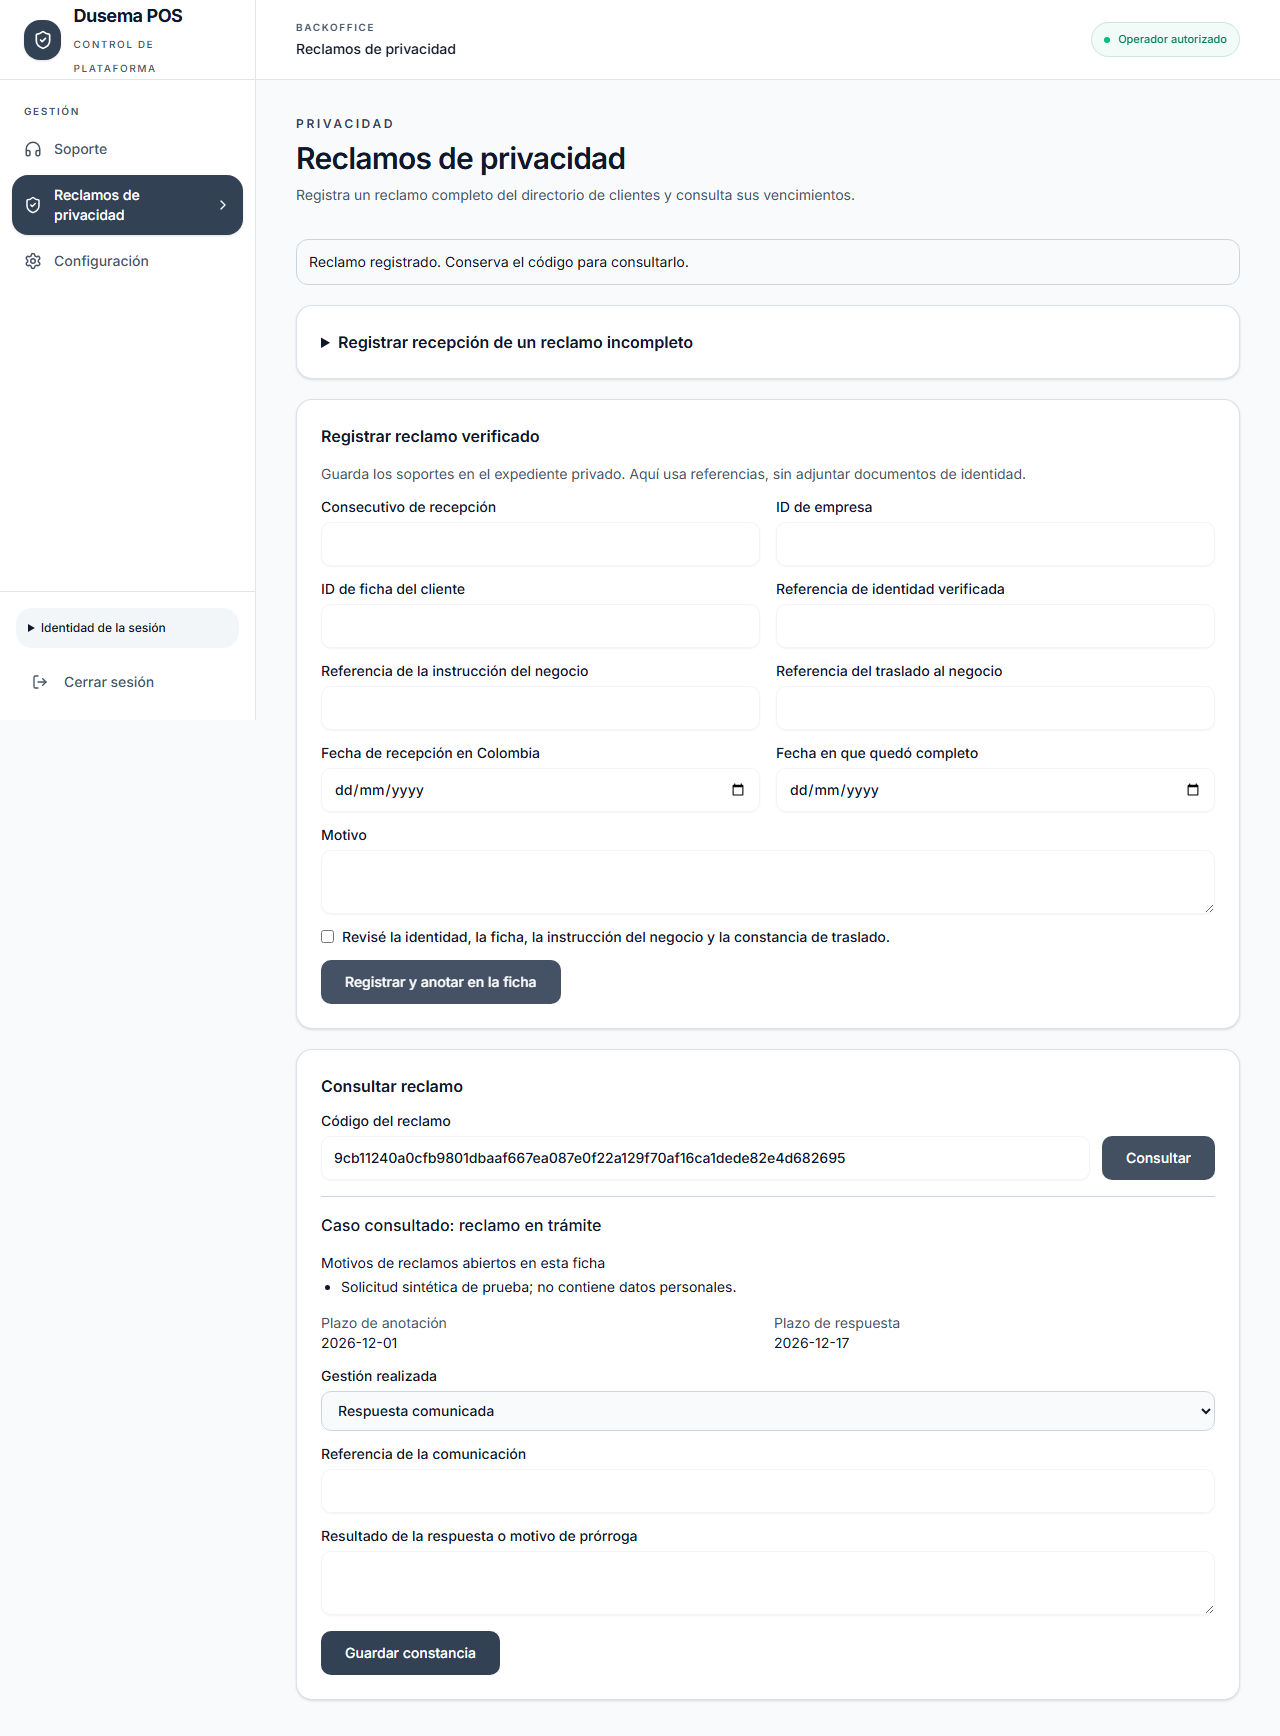 Dusema POS
CONTROL DE
PLATAFORMA
BACKOFFICE
Reclamos de privacidad
Operador autorizado
GESTIÓN
Soporte
Reclamos de
privacidad
Configuración
Identidad de la sesión
Cerrar sesión
PRIVACIDAD
Reclamos de privacidad
Registra un reclamo completo del directorio de clientes y consulta sus vencimientos.
Reclamo registrado. Conserva el código para consultarlo.
Registrar recepción de un reclamo incompleto
Registrar reclamo verificado
Guarda los soportes en el expediente privado. Aquí usa referencias, sin adjuntar documentos de identidad.
Consecutivo de recepción
ID de empresa
ID de ficha del cliente
Referencia de identidad verificada
Referencia de la instrucción del negocio
Referencia del traslado al negocio
Fecha de recepción en Colombia
Fecha en que quedó completo
dd/mm/yyyy
dd/mm/yyyy
Motivo
Revisé la identidad, la ficha, la instrucción del negocio y la constancia de traslado.
Registrar y anotar en la ficha
Consultar reclamo
Código del reclamo
9cb11240a0cfb9801dbaaf667ea087e0f22a129f70af16ca1dede82e4d682695
Consultar
Caso consultado: reclamo en trámite
Motivos de reclamos abiertos en esta ficha
Solicitud sintética de prueba; no contiene datos personales.
Plazo de anotación
2026-12-01
Plazo de respuesta
2026-12-17
Gestión realizada
Respuesta comunicada
Referencia de la comunicación
Resultado de la respuesta o motivo de prórroga
Guardar constancia